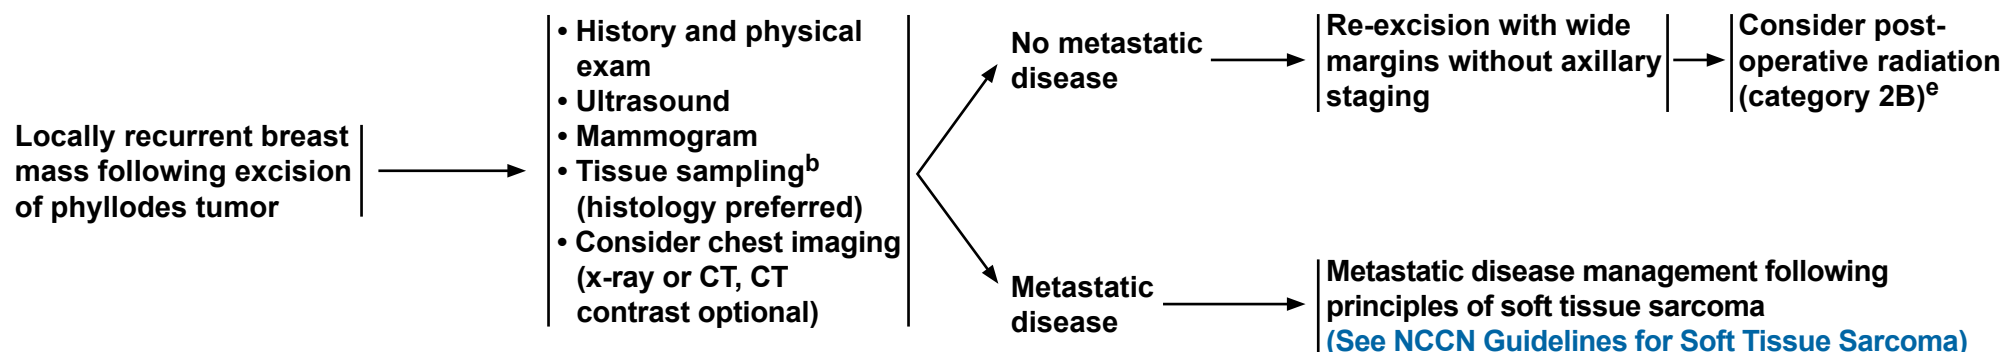 Locally recurrent breast
mass following excision
of phyllodes tumor
• History and physical
exam
• Ultrasound
• Mammogram
• Tissue samplingᵇ
(histology preferred)
• Consider chest imaging
(x-ray or CT, CT
contrast optional)
No metastatic
disease
Re-excision with wide
margins without axillary
staging
Consider post-
operative radiation
(category 2B)ᵉ
Metastatic
disease
Metastatic disease management following
principles of soft tissue sarcoma
(See NCCN Guidelines for Soft Tissue Sarcoma)